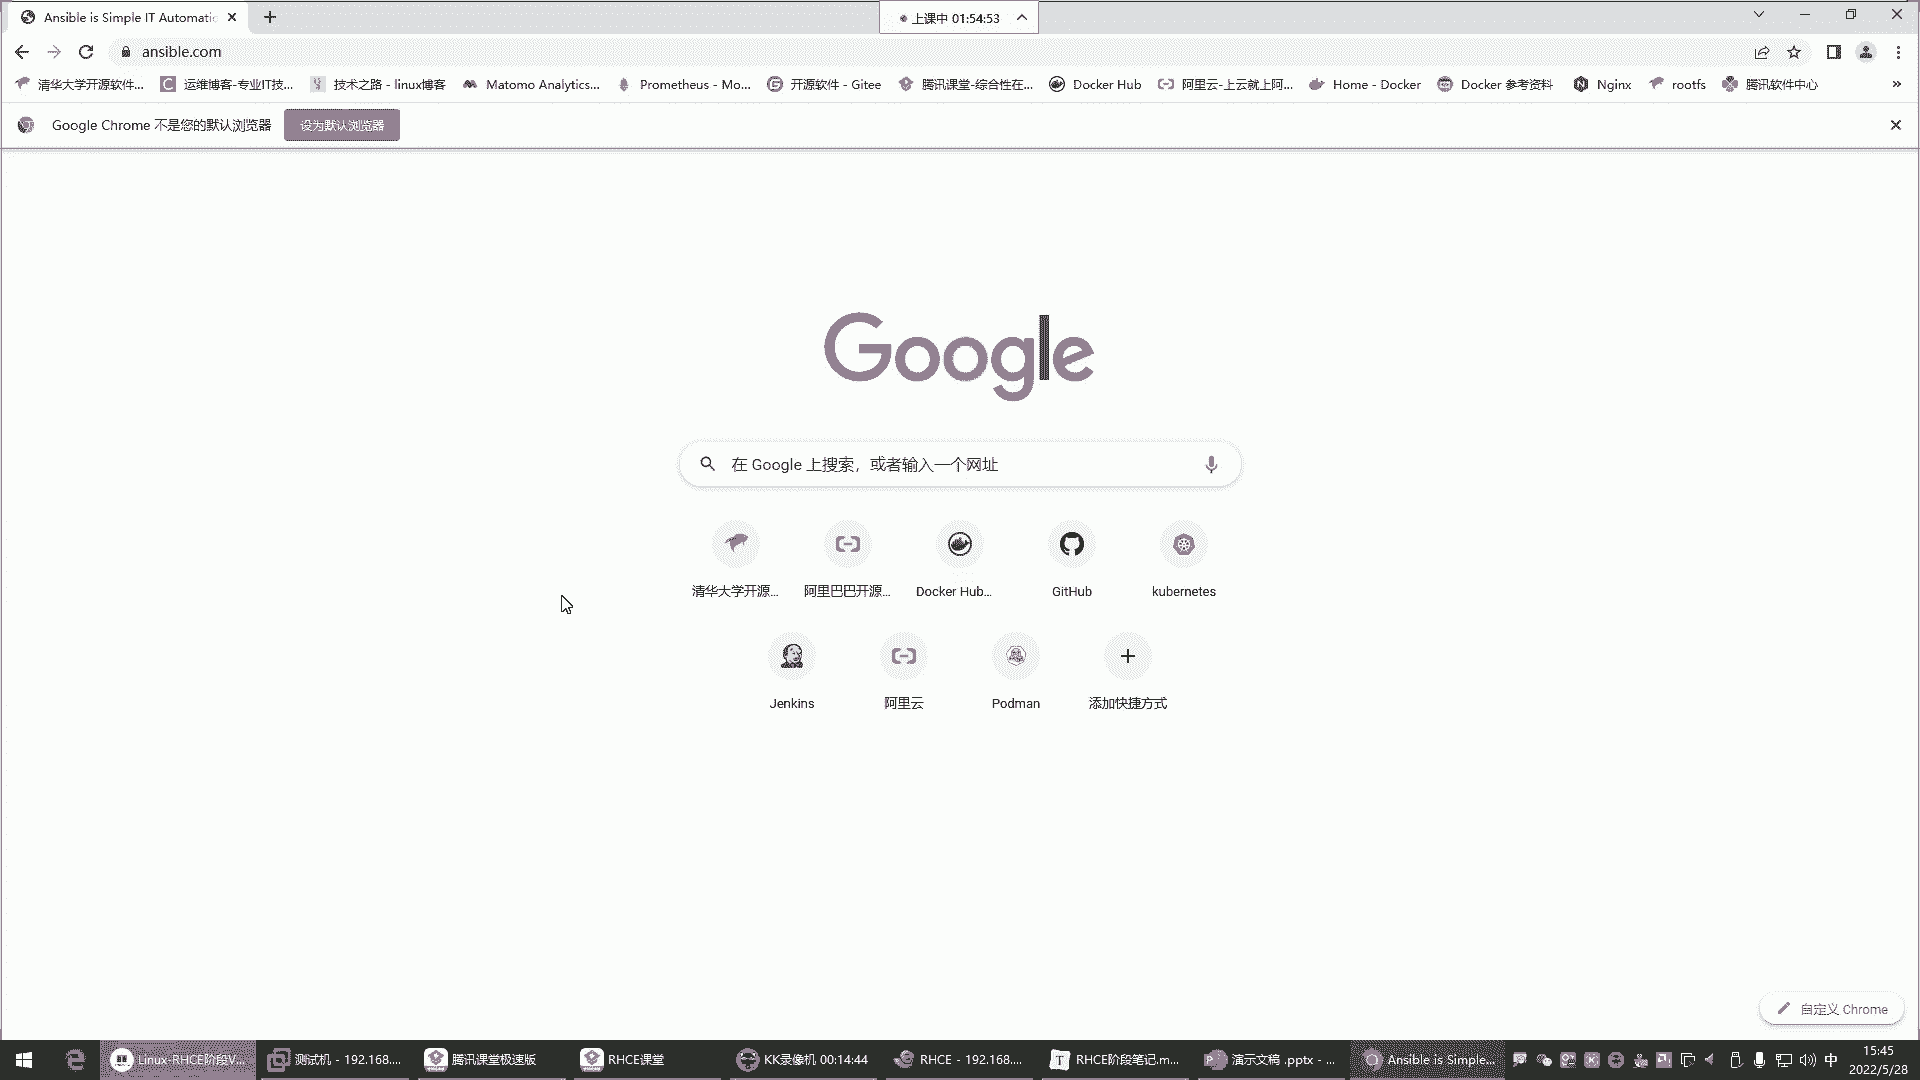 Ansible is Simple IT Automati
上课中 01:54:53
ansible.com
清华大学开源软件...
运维博客-专业IT技...
技术之路 - linux博客
Matomo Analytics...
Prometheus - Mo...
开源软件 - Gitee
腾讯课堂-综合性在...
Docker Hub
阿里云-上云就上阿...
Home - Docker
Docker 参考资料
Nginx
rootfs
腾讯软件中心
»
Google Chrome 不是您的默认浏览器
设为默认浏览器
Google
在 Google 上搜索，或者输入一个网址
清华大学开源...
阿里巴巴开源...
Docker Hub...
GitHub
kubernetes
Jenkins
阿里云
Podman
添加快捷方式
自定义 Chrome
Linux-RHCE阶段V...
测试机 - 192.168....
腾讯课堂极速版
RHCE课堂
KK录像机 00:14:44
RHCE - 192.168....
RHCE阶段笔记.m...
演示文稿 .pptx - ...
Ansible is Simple...
中
15:45
2022/5/28